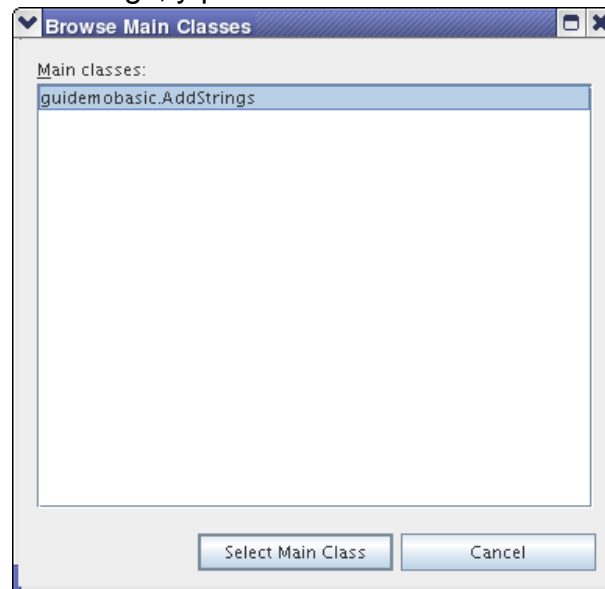 Browse Main Classes
Main classes:
guidemobasic.AddStrings
Select Main Class
Cancel